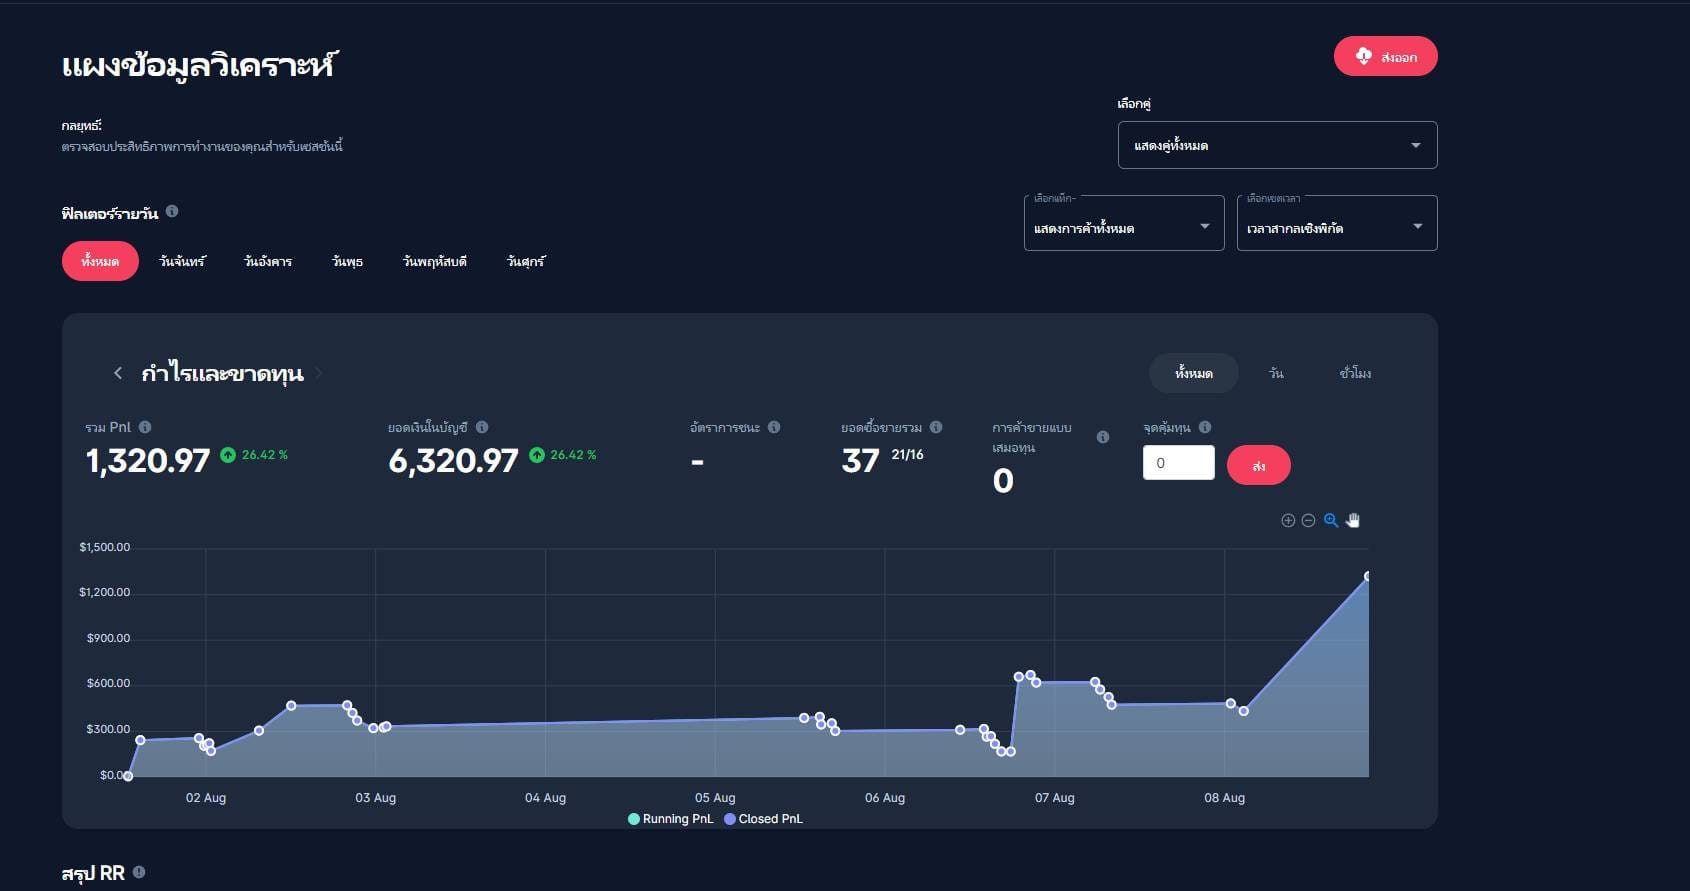 แผงข้อมูลวิเคราะห์
ส่งออก
เลือกคู่
กลยุทธ์:
ตรวจสอบประสิทธิภาพการทำงานของคุณสำหรับเซสชันนี้
แสดงคู่ทั้งหมด
ฟิลเตอร์รายวัน
เลือกแท็ก-
แสดงการค้าทั้งหมด
เลือกเขตเวลา
เวลาสากลเชิงพิกัด
ทั้งหมด วันจันทร์ วันอังคาร วันพุธ วันพฤหัสบดี วันศุกร์
กำไรและขาดทุน
ทั้งหมด วัน ชั่วโมง
รวม Pnl
1,320.97 26.42 %
ยอดเงินในบัญชี
6,320.97 26.42 %
อัตราการชนะ
-
ยอดซื้อขายรวม
37 21/16
การค้าขายแบบ
เสมอทุน
0
จุดคุ้มทุน
0 ส่ง
$1,500.00
$1,200.00
$900.00
$600.00
$300.00
$0.00
02 Aug 03 Aug 04 Aug 05 Aug 06 Aug 07 Aug 08 Aug
Running PnL Closed PnL
สรุป RR